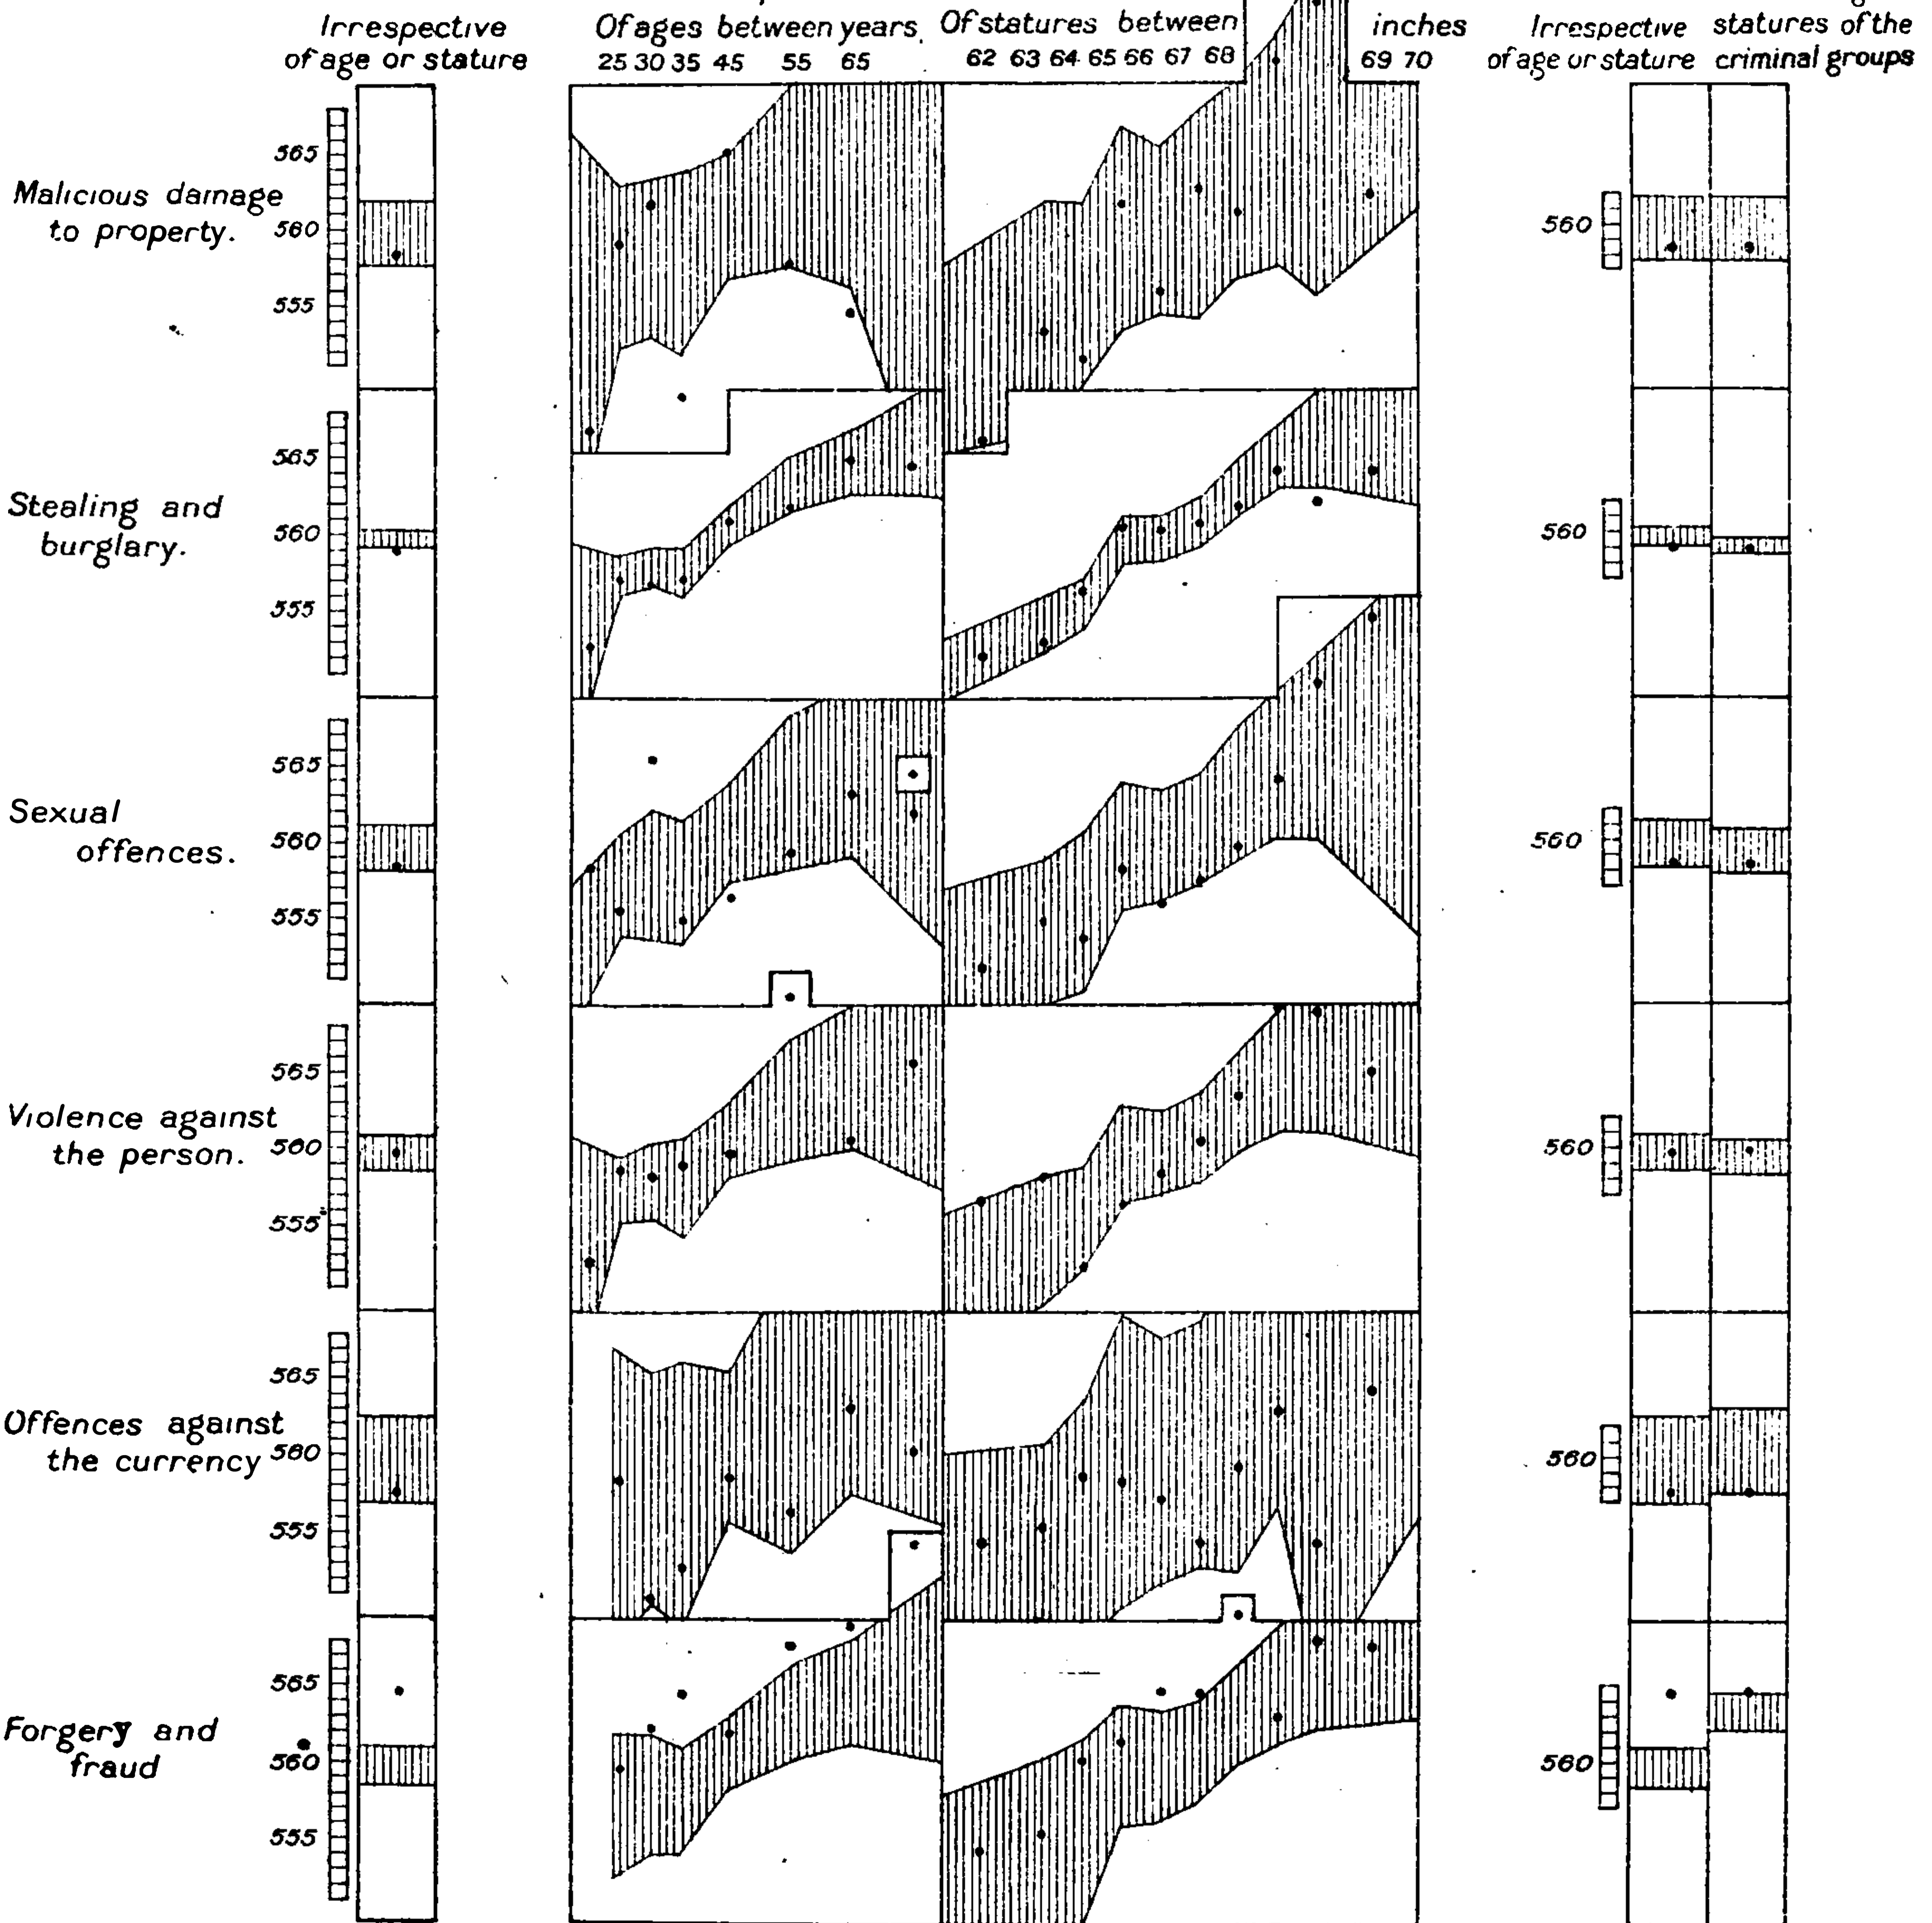 Irrespective
of age or stature
Of ages between years.
25 30 35 45 55 65
Of statures between
62 63 64 65 66 67 68
inches
69 70
Irrespective
of age or stature
statures of the
criminal groups
Malicious damage
to property.
565
560
555
560
Stealing and
burglary.
565
560
555
560
Sexual
offences.
565
560
555
560
Violence against
the person.
565
560
555
560
Offences against
the currency
565
560
555
560
Forgery and
fraud
565
560
555
560